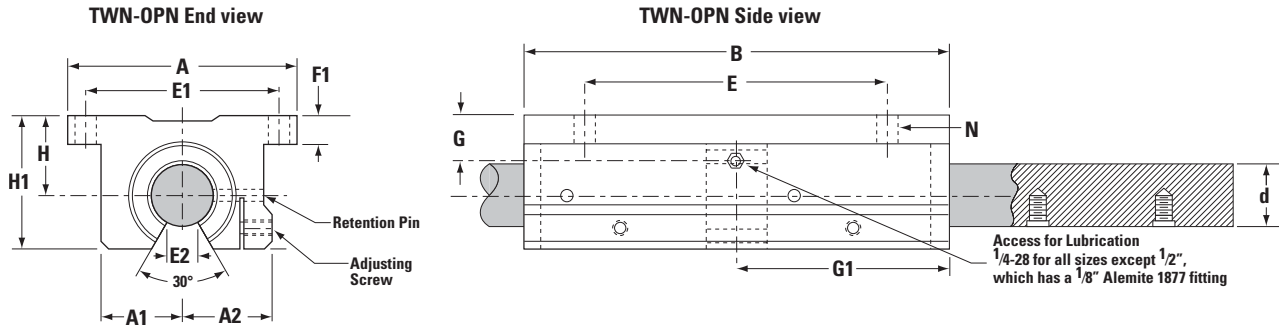 TWN-OPN End view
TWN-OPN Side view
A
E1
F1
H
H1
Retention Pin
Adjusting
Screw
E2
30°
A1
A2
B
E
G
N
d
G1
Access for Lubrication
1/4-28 for all sizes except 1/2",
which has a 1/8" Alemite 1877 fitting